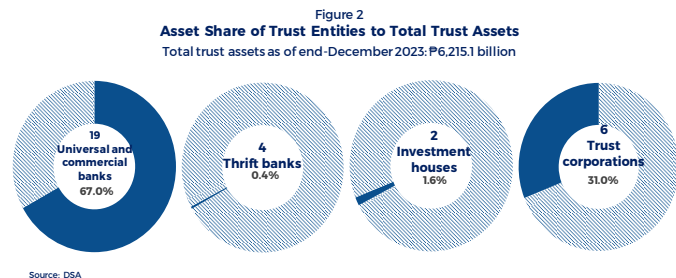 Figure 2
Asset Share of Trust Entities to Total Trust Assets
Total trust assets as of end-December 2023: ₱6,215.1 billion
19
Universal and
commercial
banks
67.0%
4
Thrift banks
0.4%
2
Investment
houses
1.6%
6
Trust
corporations
31.0%
Source: DSA